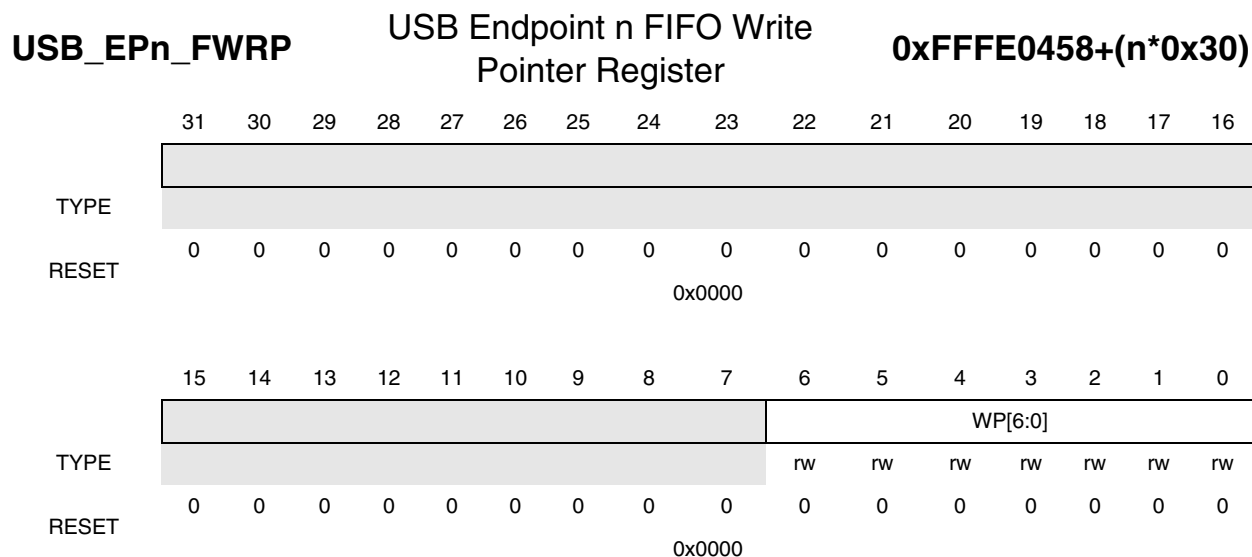 USB_EPn_FWRP USB Endpoint n FIFO Write Pointer Register 0xFFFE0458+(n*0x30)
31 30 29 28 27 26 25 24 23 22 21 20 19 18 17 16
TYPE
RESET 0 0 0 0 0 0 0 0 0 0 0 0 0 0 0 0
0x0000
15 14 13 12 11 10 9 8 7 6 5 4 3 2 1 0
WP[6:0]
TYPE rw rw rw rw rw rw rw
RESET 0 0 0 0 0 0 0 0 0 0 0 0 0 0 0 0
0x0000